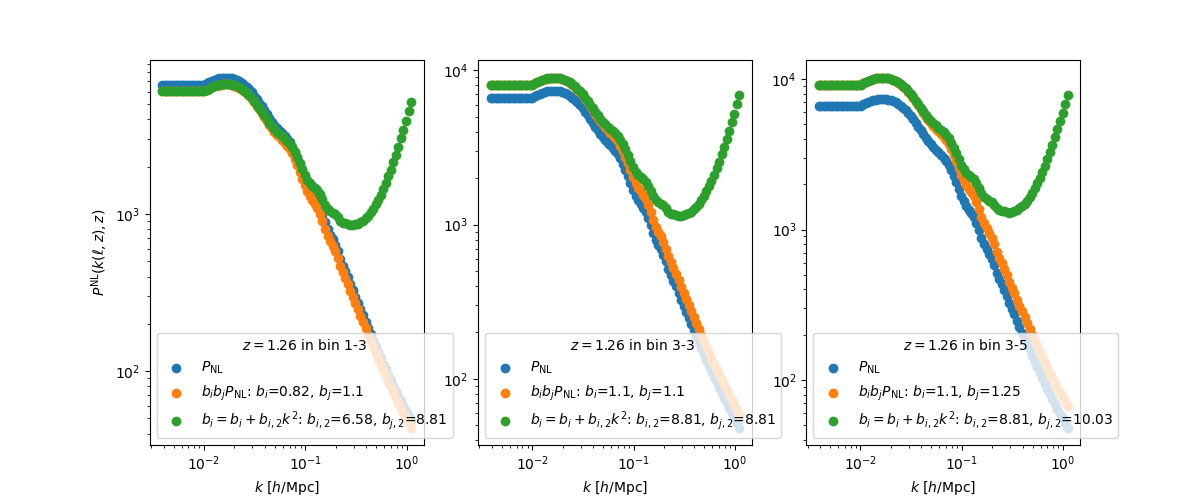 P^NL(k(ℓ, z), z)
10^3
10^2
z = 1.26 in bin 1-3
P_NL
b_i b_j P_NL: b_i=0.82, b_j=1.1
b_i = b_i + b_{i,2}k^2: b_{i,2}=6.58, b_{j,2}=8.81
10^-2 10^-1 10^0
k [h/Mpc]
10^4
10^3
10^2
z = 1.26 in bin 3-3
P_NL
b_i b_j P_NL: b_i=1.1, b_j=1.1
b_i = b_i + b_{i,2}k^2: b_{i,2}=8.81, b_{j,2}=8.81
10^-2 10^-1 10^0
k [h/Mpc]
10^4
10^3
10^2
z = 1.26 in bin 3-5
P_NL
b_i b_j P_NL: b_i=1.1, b_j=1.25
b_i = b_i + b_{i,2}k^2: b_{i,2}=8.81, b_{j,2}=10.03
10^-2 10^-1 10^0
k [h/Mpc]